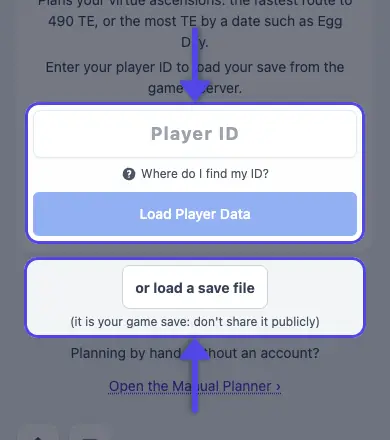 Plans your virtue ascensions: the fastest route to
490 TE, or the most TE by a date such as Egg
Day.
Enter your player ID to load your save from the
game server.
Player ID
? Where do I find my ID?
Load Player Data
or load a save file
(it is your game save: don't share it publicly)
Planning by hand without an account?
Open the Manual Planner ›